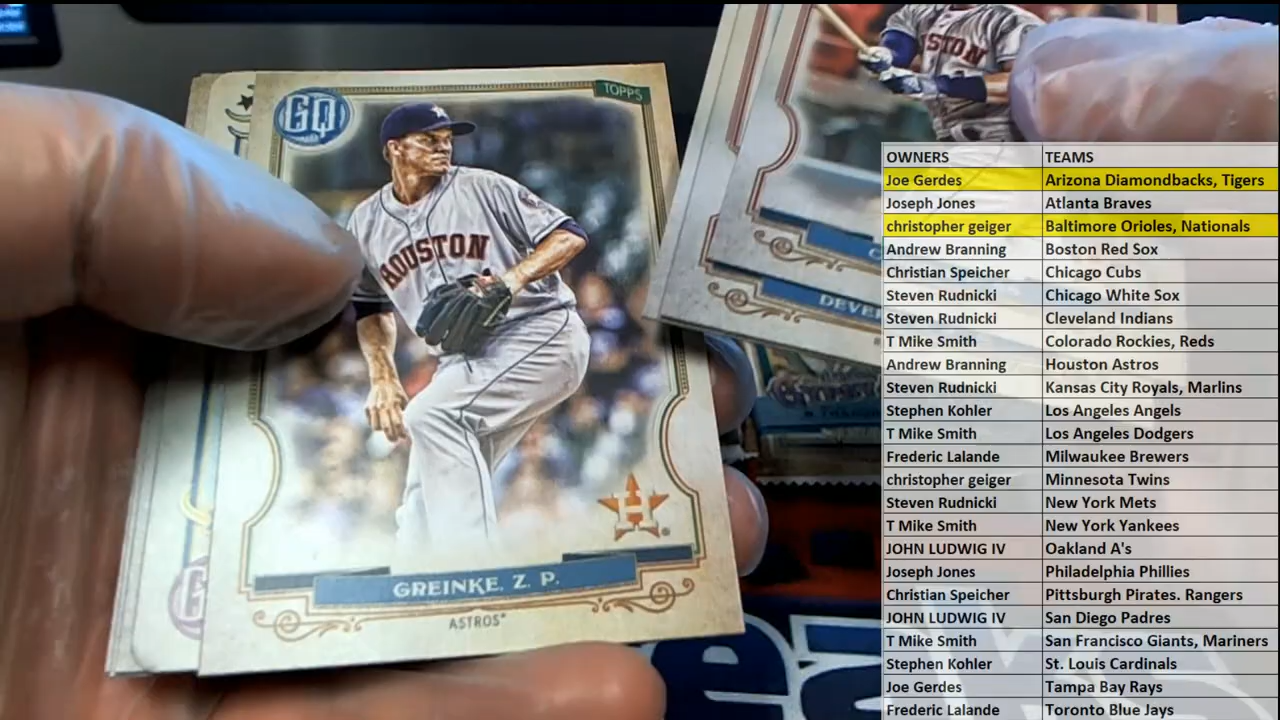 GQ
TOPPS
HOUSTON
STON
GREINKE, Z. P.
ASTROS
DEVE
OWNERS TEAMS
Joe Gerdes Arizona Diamondbacks, Tigers
Joseph Jones Atlanta Braves
christopher geiger Baltimore Orioles, Nationals
Andrew Branning Boston Red Sox
Christian Speicher Chicago Cubs
Steven Rudnicki Chicago White Sox
Steven Rudnicki Cleveland Indians
T Mike Smith Colorado Rockies, Reds
Andrew Branning Houston Astros
Steven Rudnicki Kansas City Royals, Marlins
Stephen Kohler Los Angeles Angels
T Mike Smith Los Angeles Dodgers
Frederic Lalande Milwaukee Brewers
christopher geiger Minnesota Twins
Steven Rudnicki New York Mets
T Mike Smith New York Yankees
JOHN LUDWIG IV Oakland A's
Joseph Jones Philadelphia Phillies
Christian Speicher Pittsburgh Pirates. Rangers
JOHN LUDWIG IV San Diego Padres
T Mike Smith San Francisco Giants, Mariners
Stephen Kohler St. Louis Cardinals
Joe Gerdes Tampa Bay Rays
Frederic Lalande Toronto Blue Jays